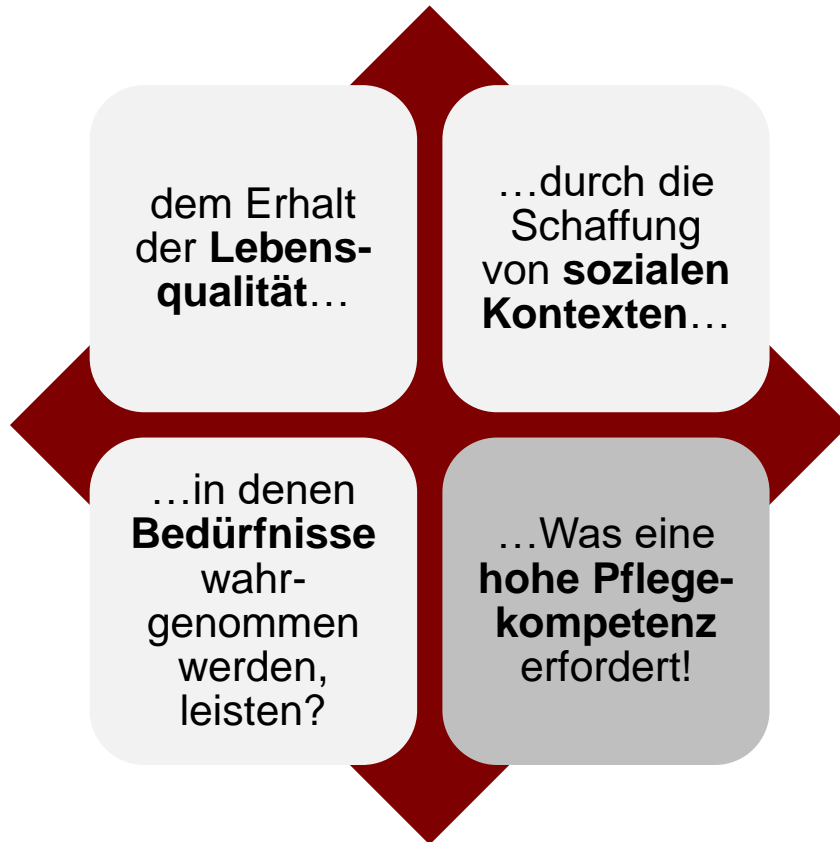 dem Erhalt
der Lebens-
qualität…
…durch die
Schaffung
von sozialen
Kontexten…
…in denen
Bedürfnisse
wahr-
genommen
werden,
leisten?
…Was eine
hohe Pflege-
kompetenz
erfordert!